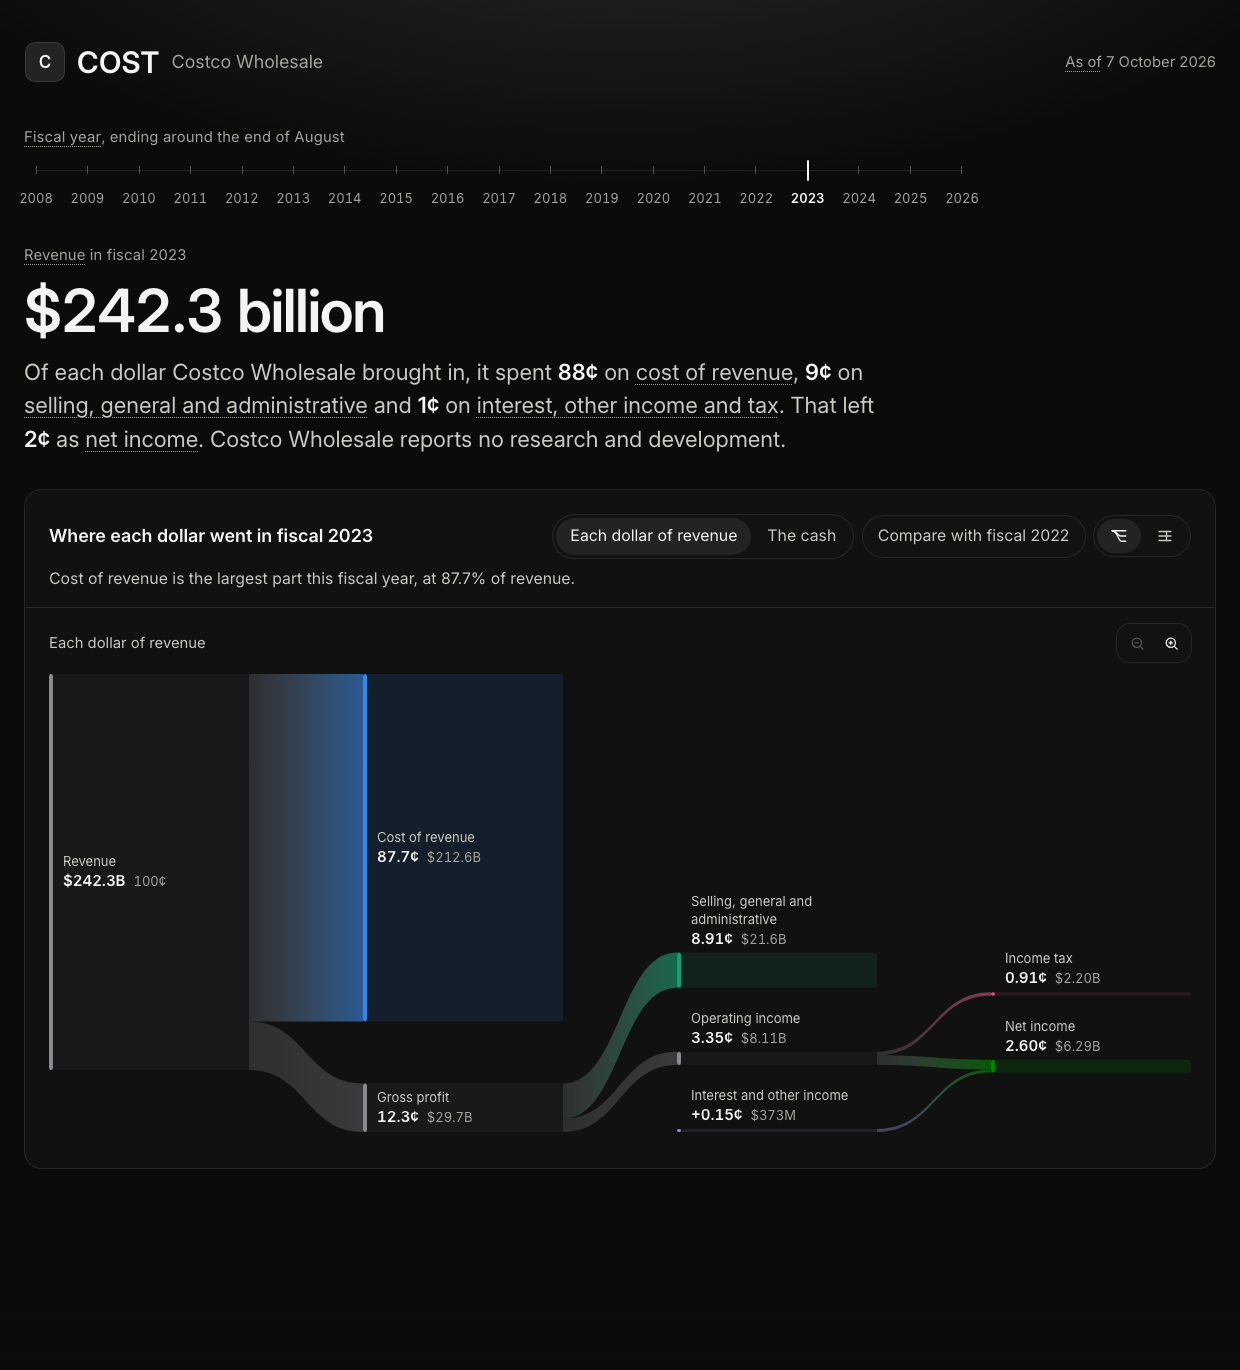 C COST Costco Wholesale As of 7 October 2026
Fiscal year, ending around the end of August
2008 2009 2010 2011 2012 2013 2014 2015 2016 2017 2018 2019 2020 2021 2022 2023 2024 2025 2026
Revenue in fiscal 2023
$242.3 billion
Of each dollar Costco Wholesale brought in, it spent 88¢ on cost of revenue, 9¢ on
selling, general and administrative and 1¢ on interest, other income and tax. That left
2¢ as net income. Costco Wholesale reports no research and development.
Where each dollar went in fiscal 2023 Each dollar of revenue The cash Compare with fiscal 2022
Cost of revenue is the largest part this fiscal year, at 87.7% of revenue.
Each dollar of revenue
Revenue
$242.3B 100¢
Cost of revenue
87.7¢ $212.6B
Gross profit
12.3¢ $29.7B
Selling, general and
administrative
8.91¢ $21.6B
Operating income
3.35¢ $8.11B
Interest and other income
+0.15¢ $373M
Income tax
0.91¢ $2.20B
Net income
2.60¢ $6.29B